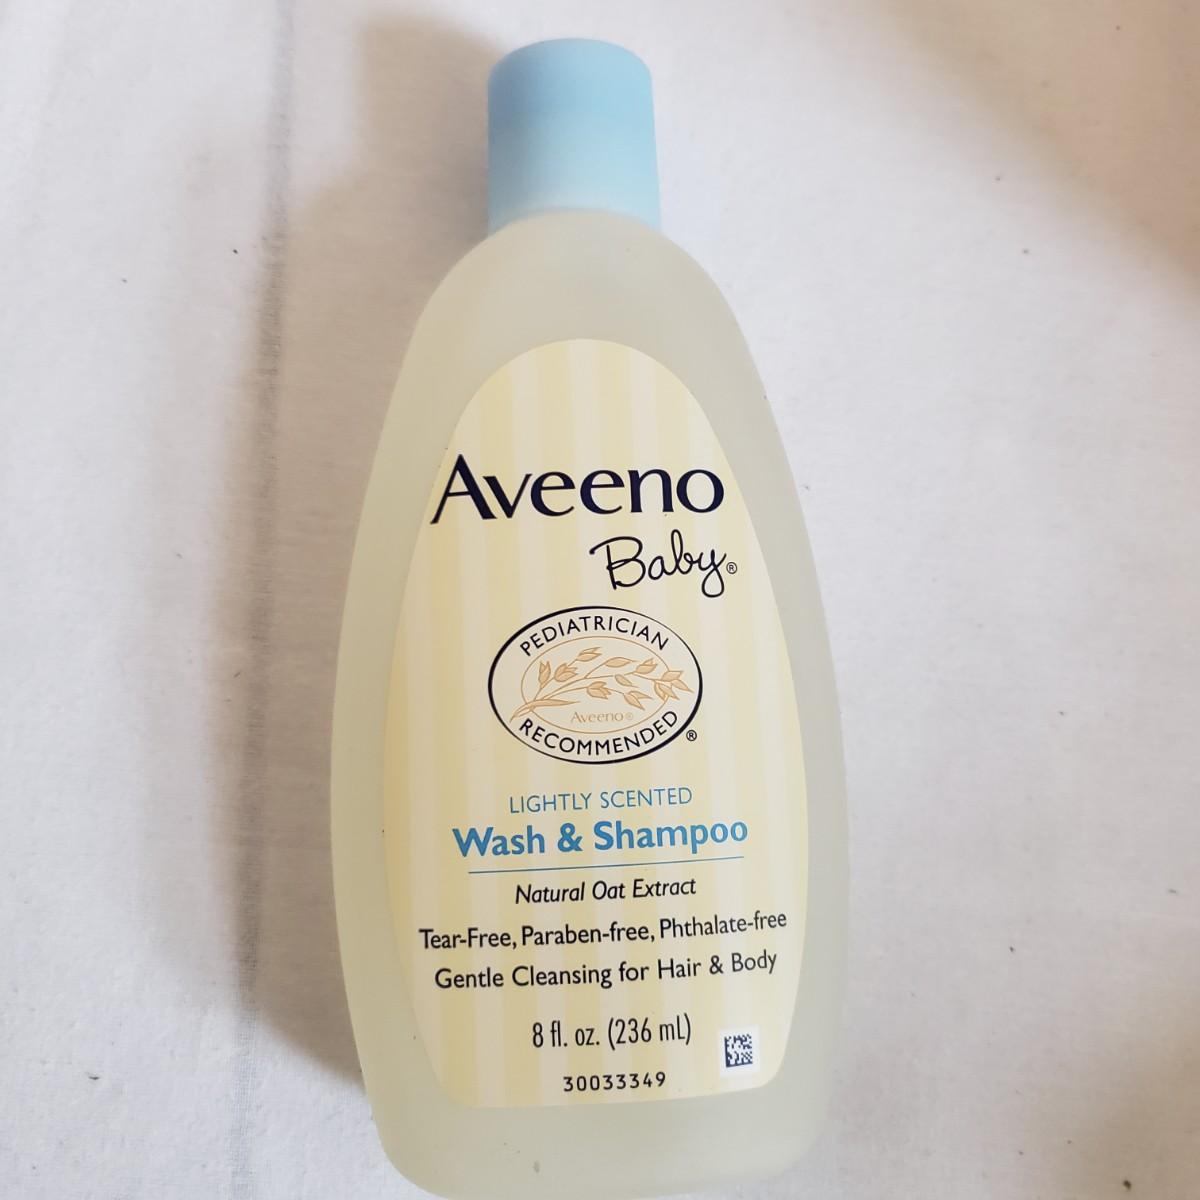 Aveeno
Baby®
PEDIATRICIAN
Aveeno®
RECOMMENDED®
LIGHTLY SCENTED
Wash & Shampoo
Natural Oat Extract
Tear-Free, Paraben-free, Phthalate-free
Gentle Cleansing for Hair & Body
8 fl. oz. (236 mL)
30033349